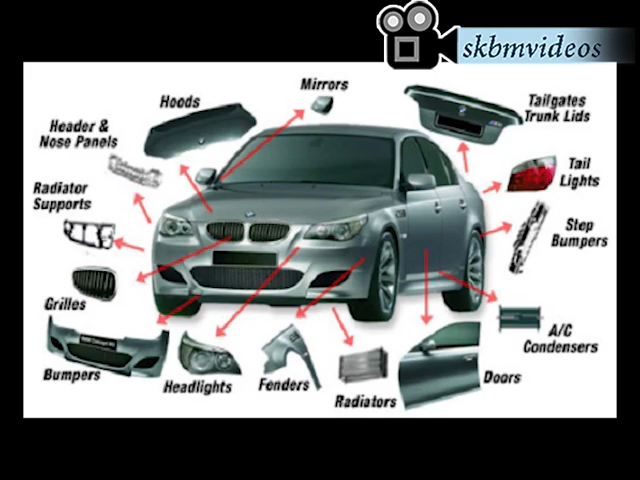 skbmvideos
Mirrors
Hoods
Tailgates
Trunk Lids
Header &
Nose Panels
Tail
Lights
Radiator
Supports
Step
Bumpers
Grilles
A/C
Condensers
Bumpers
Headlights
Fenders
Radiators
Doors